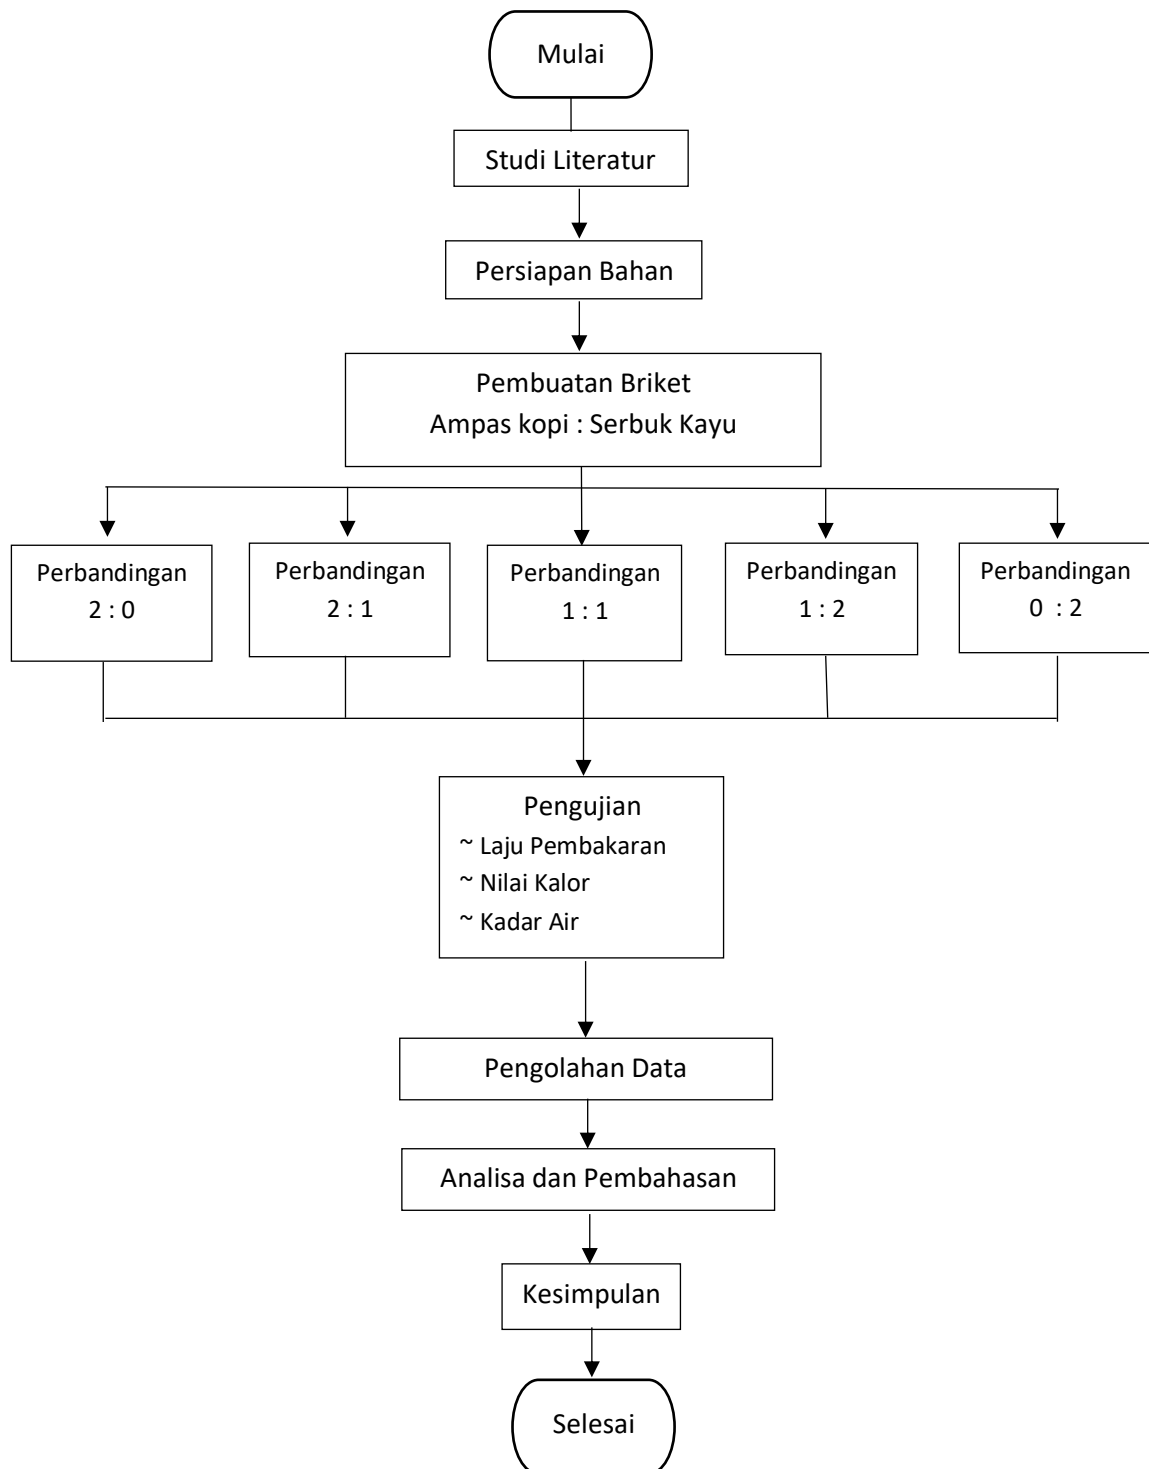 Mulai
Studi Literatur
Persiapan Bahan
Pembuatan Briket
Ampas kopi : Serbuk Kayu
Perbandingan
2 : 0
Perbandingan
2 : 1
Perbandingan
1 : 1
Perbandingan
1 : 2
Perbandingan
0 : 2
Pengujian
~ Laju Pembakaran
~ Nilai Kalor
~ Kadar Air
Pengolahan Data
Analisa dan Pembahasan
Kesimpulan
Selesai